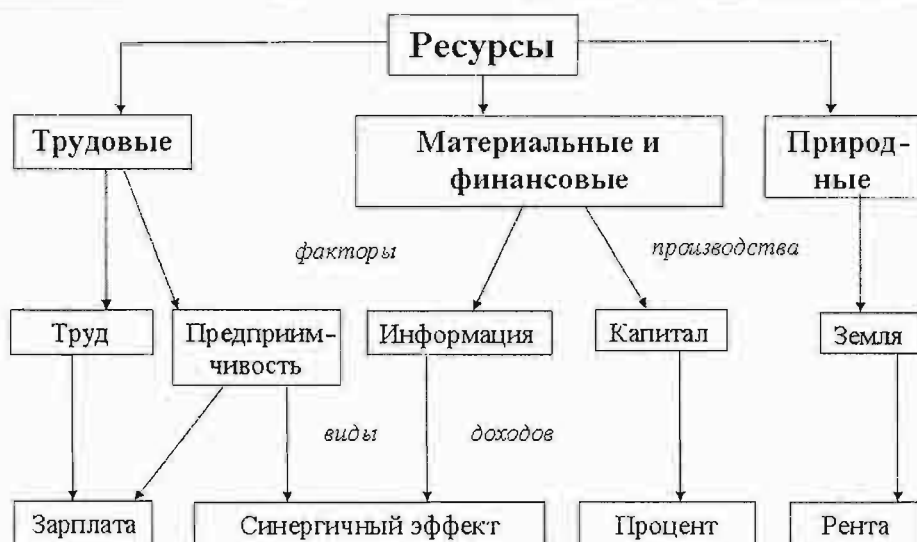 Ресурсы
Трудовые
Материальные и
финансовые
Природ-
ные
факторы
производства
Труд
Предприим-
чивость
Информация
Капитал
Земля
виды
доходов
Зарплата
Синергичный эффект
Процент
Рента